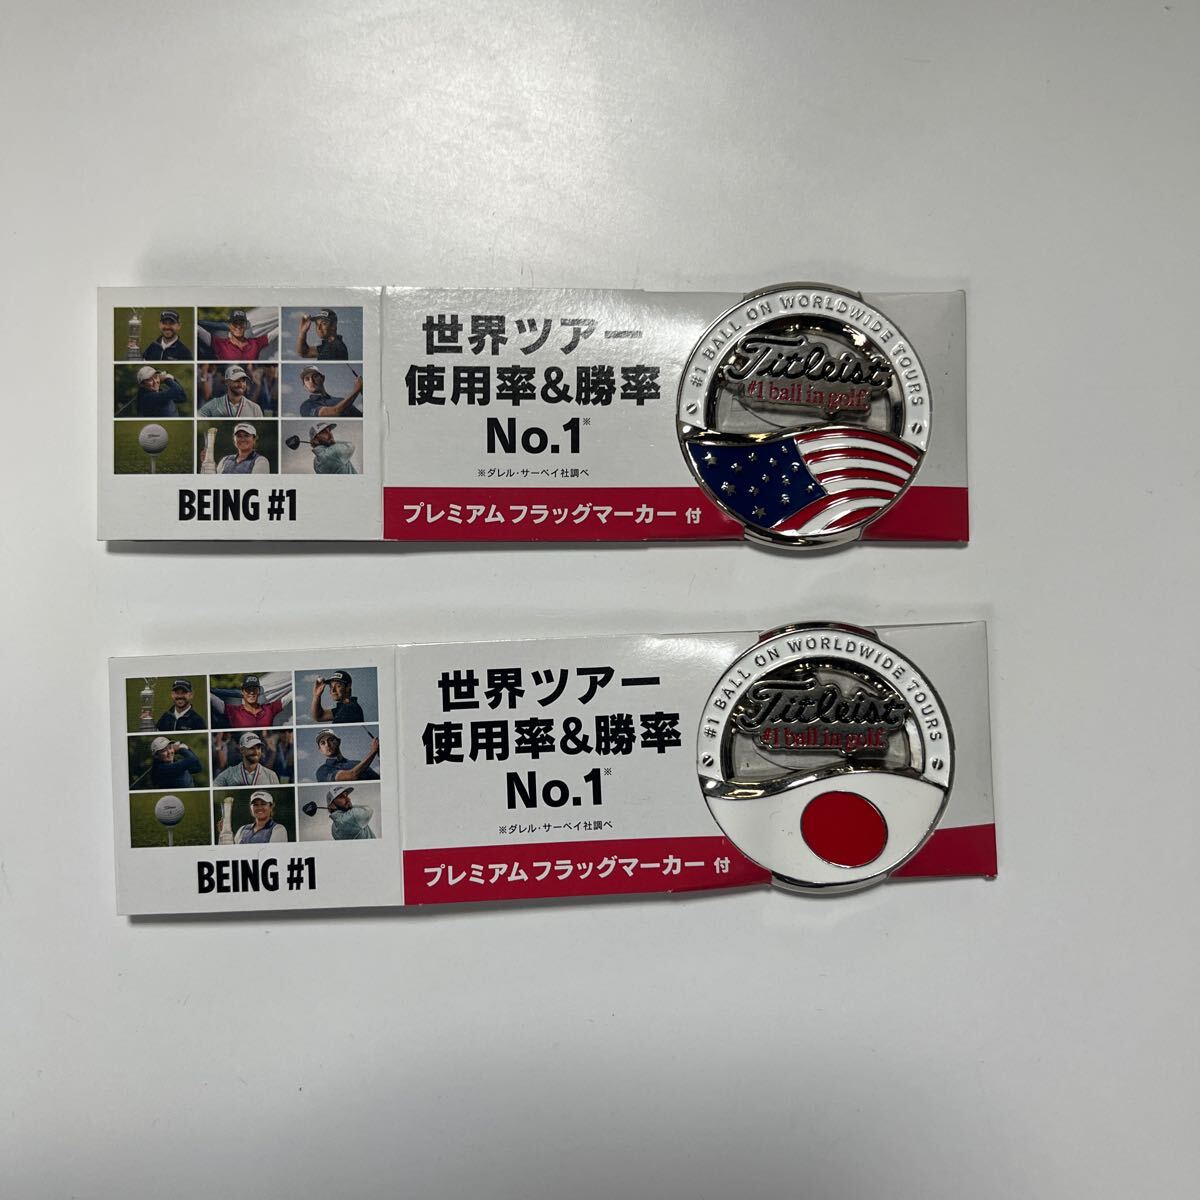 BEING #1
世界ツアー
使用率&勝率
No.1※
※ダレル・サーベイ社調べ
プレミアムフラッグマーカー 付
#1 BALL ON WORLDWIDE TOURS
Titleist
#1 ball in golf.
BEING #1
世界ツアー
使用率&勝率
No.1※
※ダレル・サーベイ社調べ
プレミアムフラッグマーカー 付
#1 BALL ON WORLDWIDE TOURS
Titleist
#1 ball in golf.